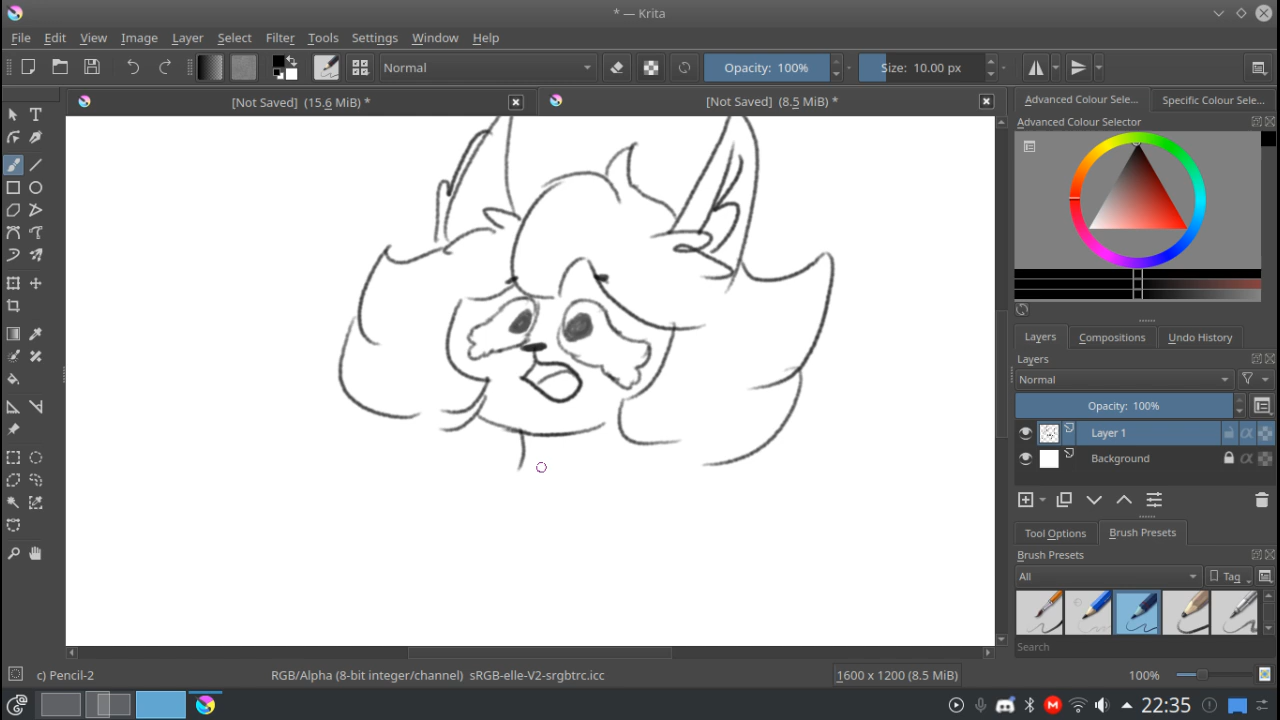 * — Krita
File Edit View Image Layer Select Filter Tools Settings Window Help
Normal
Opacity: 100%
Size: 10.00 px
[Not Saved] (15.6 MiB) *
[Not Saved] (8.5 MiB) *
Advanced Colour Sele...
Specific Colour Sele...
Advanced Colour Selector
Layers
Compositions
Undo History
Layers
Normal
Opacity: 100%
Layer 1
Background
Tool Options
Brush Presets
Brush Presets
All
Tag
Search
c) Pencil-2
RGB/Alpha (8-bit integer/channel) sRGB-elle-V2-srgbtrc.icc
1600 x 1200 (8.5 MiB)
100%
22:35